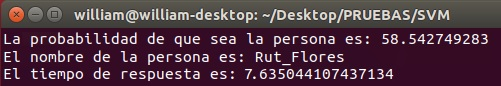 william@william-desktop: ~/Desktop/PRUEBAS/SVM
La probabilidad de que sea la persona es: 58.542749283
El nombre de la persona es: Rut_Flores
El tiempo de respuesta es: 7.635044107437134